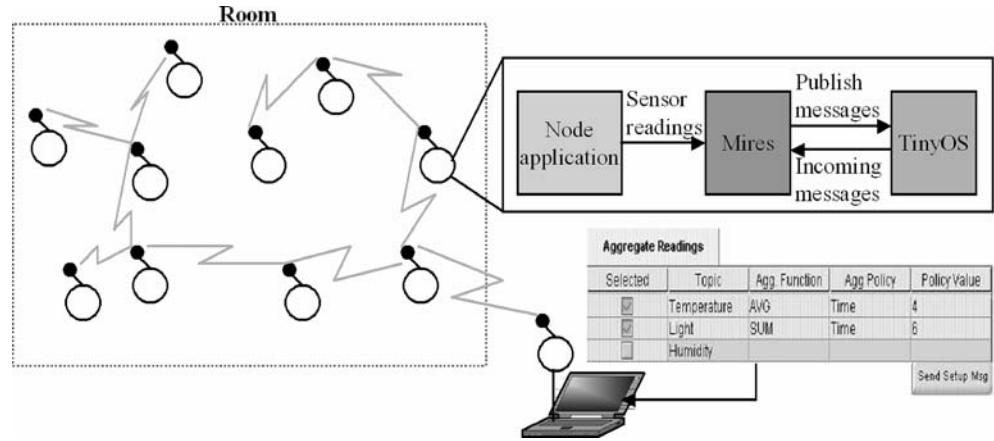 Room
Node
application
Sensor
readings
Mires
Publish
messages
Incoming
messages
TinyOS
Aggregate Readings
Selected Topic Agg. Function Agg Policy Policy Value
Temperature AVG Time 4
Light SUM Time 6
Humidity
Send Setup Msg